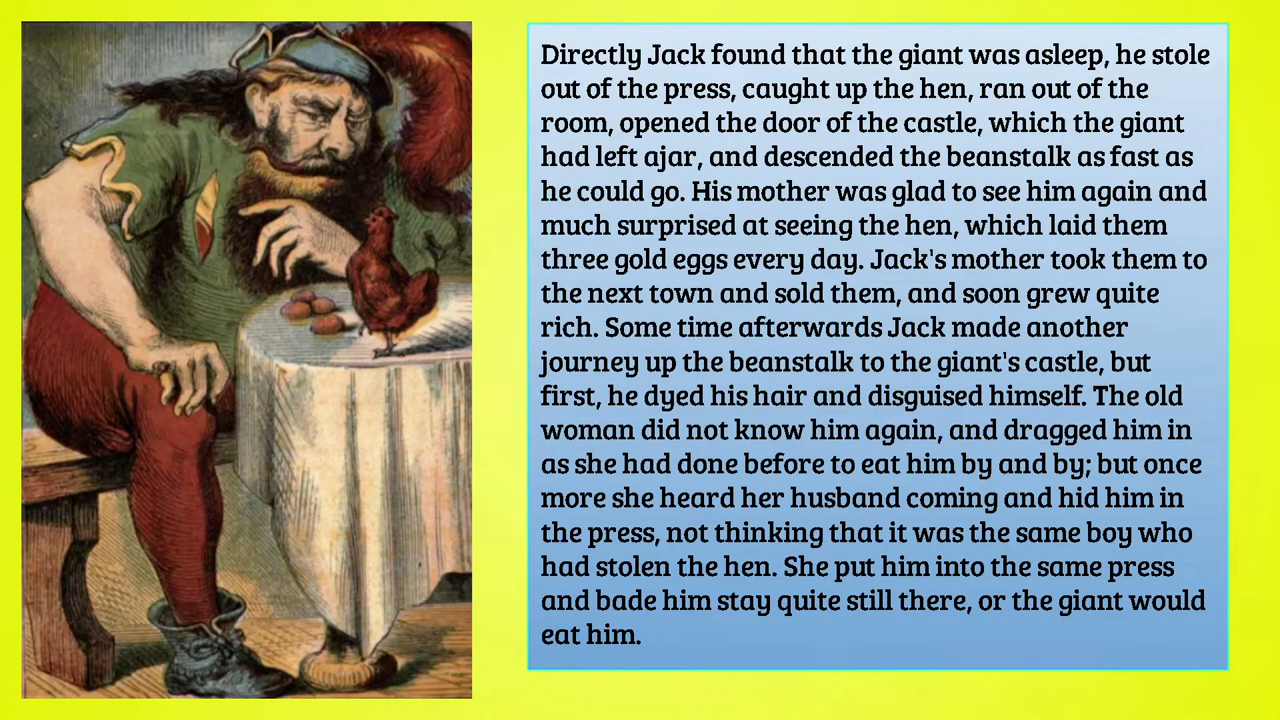 Directly Jack found that the giant was asleep, he stole
out of the press, caught up the hen, ran out of the
room, opened the door of the castle, which the giant
had left ajar, and descended the beanstalk as fast as
he could go. His mother was glad to see him again and
much surprised at seeing the hen, which laid them
three gold eggs every day. Jack's mother took them to
the next town and sold them, and soon grew quite
rich. Some time afterwards Jack made another
journey up the beanstalk to the giant's castle, but
first, he dyed his hair and disguised himself. The old
woman did not know him again, and dragged him in
as she had done before to eat him by and by; but once
more she heard her husband coming and hid him in
the press, not thinking that it was the same boy who
had stolen the hen. She put him into the same press
and bade him stay quite still there, or the giant would
eat him.